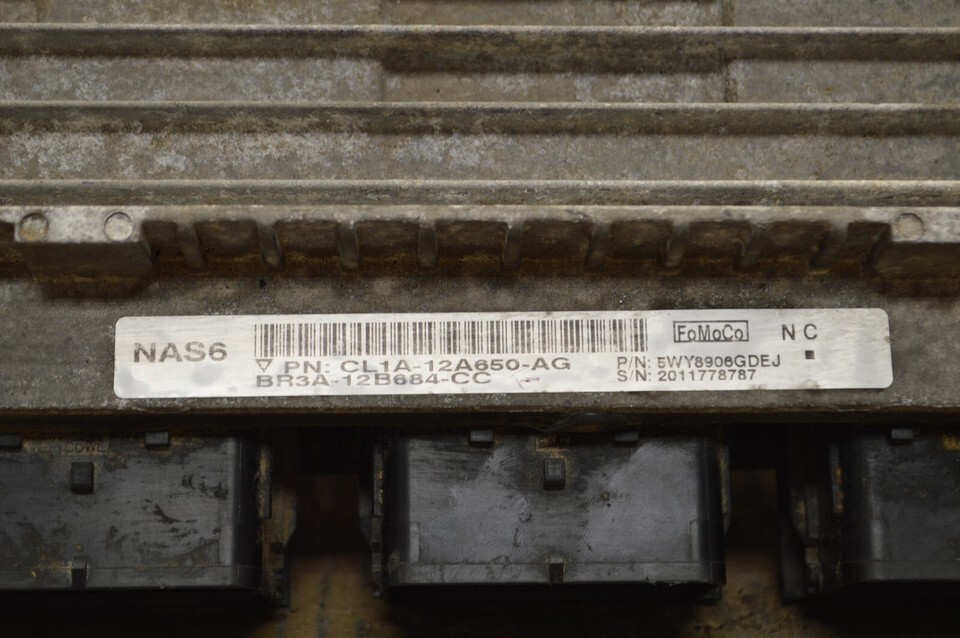 NAS6
▽ PN: CL1A-12A650-AG
BR3A-12B684-CC
FoMoCo
N C
P/N: 5WY8906GDEJ
S/N: 2011778787